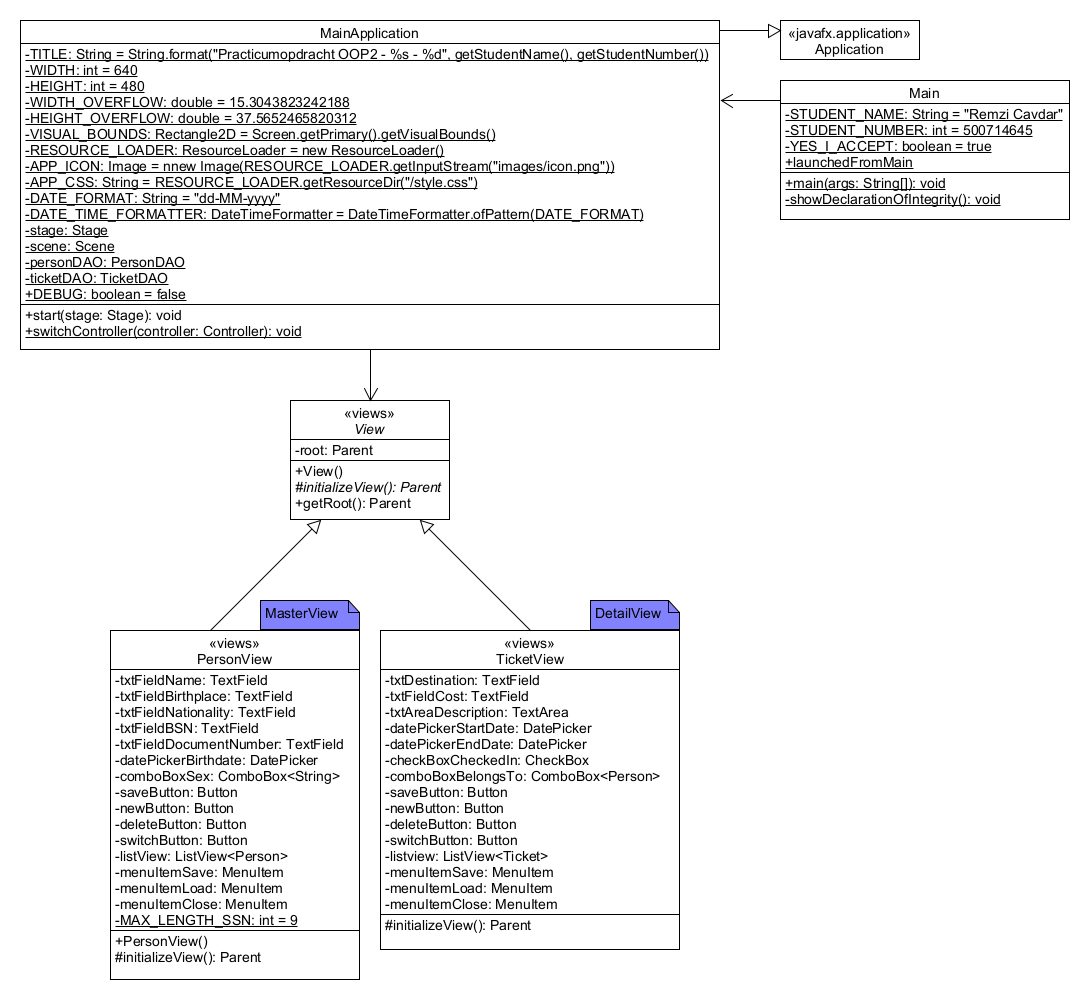 MainApplication
-TITLE: String = String.format("Practicumopdracht OOP2 - %s - %d", getStudentName(), getStudentNumber())
-WIDTH: int = 640
-HEIGHT: int = 480
-WIDTH_OVERFLOW: double = 15.3043823242188
-HEIGHT_OVERFLOW: double = 37.5652465820312
-VISUAL_BOUNDS: Rectangle2D = Screen.getPrimary().getVisualBounds()
-RESOURCE_LOADER: ResourceLoader = new ResourceLoader()
-APP_ICON: Image = nnew Image(RESOURCE_LOADER.getInputStream("images/icon.png"))
-APP_CSS: String = RESOURCE_LOADER.getResourceDir("/style.css")
-DATE_FORMAT: String = "dd-MM-yyyy"
-DATE_TIME_FORMATTER: DateTimeFormatter = DateTimeFormatter.ofPattern(DATE_FORMAT)
-stage: Stage
-scene: Scene
-personDAO: PersonDAO
-ticketDAO: TicketDAO
+DEBUG: boolean = false
+start(stage: Stage): void
+switchController(controller: Controller): void
«javafx.application»
Application
Main
-STUDENT_NAME: String = "Remzi Cavdar"
-STUDENT_NUMBER: int = 500714645
-YES_I_ACCEPT: boolean = true
+launchedFromMain
+main(args: String[]): void
-showDeclarationOfIntegrity(): void
«views»
View
-root: Parent
+View()
#initializeView(): Parent
+getRoot(): Parent
MasterView
«views»
PersonView
-txtFieldName: TextField
-txtFieldBirthplace: TextField
-txtFieldNationality: TextField
-txtFieldBSN: TextField
-txtFieldDocumentNumber: TextField
-datePickerBirthdate: DatePicker
-comboBoxSex: ComboBox<String>
-saveButton: Button
-newButton: Button
-deleteButton: Button
-switchButton: Button
-listView: ListView<Person>
-menuItemSave: MenuItem
-menuItemLoad: MenuItem
-menuItemClose: MenuItem
-MAX_LENGTH_SSN: int = 9
+PersonView()
#initializeView(): Parent
DetailView
«views»
TicketView
-txtDestination: TextField
-txtFieldCost: TextField
-txtAreaDescription: TextArea
-datePickerStartDate: DatePicker
-datePickerEndDate: DatePicker
-checkBoxCheckedIn: CheckBox
-comboBoxBelongsTo: ComboBox<Person>
-saveButton: Button
-newButton: Button
-deleteButton: Button
-switchButton: Button
-listview: ListView<Ticket>
-menuItemSave: MenuItem
-menuItemLoad: MenuItem
-menuItemClose: MenuItem
#initializeView(): Parent